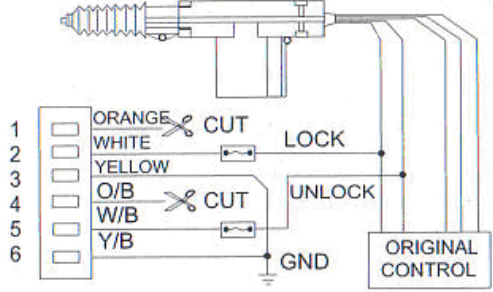 1 ORANGE CUT
2 WHITE LOCK
3 YELLOW
UNLOCK
4 O/B CUT
5 W/B
6 Y/B GND
ORIGINAL
CONTROL